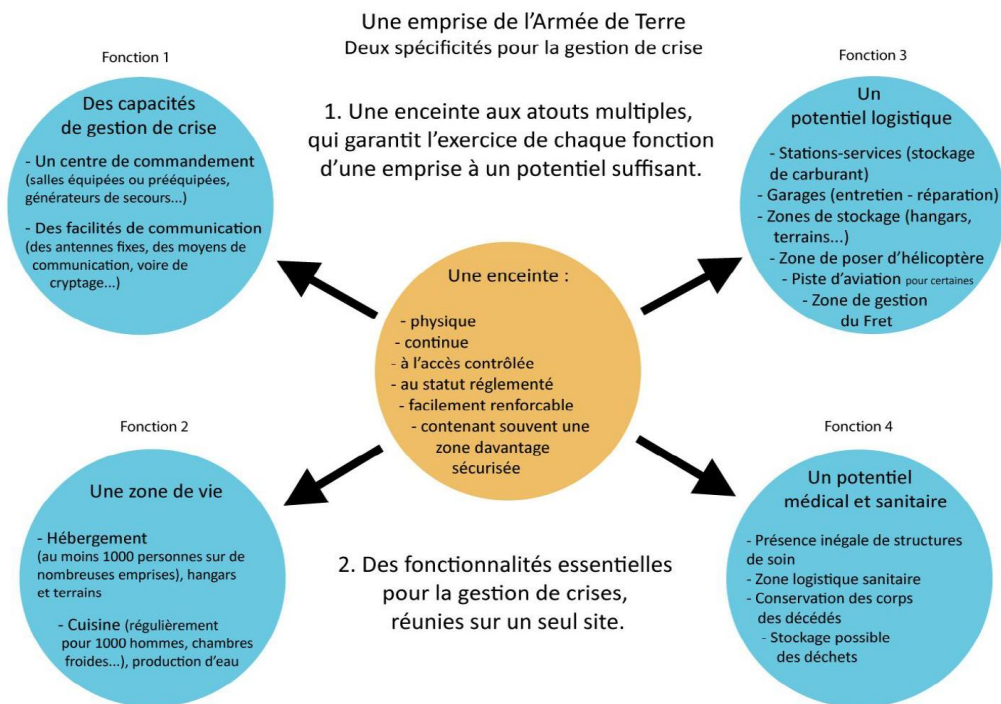 Une emprise de l'Armée de Terre
Deux spécificités pour la gestion de crise
Fonction 1
Des capacités
de gestion de crise
- Un centre de commandement
(salles équipées ou prééquipées,
générateurs de secours...)
- Des facilités de communication
(des antennes fixes, des moyens de
communication, voire de
cryptage...)
1. Une enceinte aux atouts multiples,
qui garantit l'exercice de chaque fonction
d'une emprise à un potentiel suffisant.
Fonction 3
Un
potentiel logistique
- Stations-services (stockage
de carburant)
- Garages (entretien - réparation)
- Zones de stockage (hangars,
terrains...)
- Zone de poser d'hélicoptère
- Piste d'aviation pour certaines
- Zone de gestion
du Fret
Une enceinte :
- physique
- continue
- à l'accès contrôlée
- au statut réglementé
- facilement renforcable
- contenant souvent une
zone davantage
sécurisée
Fonction 2
Une zone de vie
- Hébergement
(au moins 1000 personnes sur de
nombreuses emprises), hangars
et terrains
- Cuisine (régulièrement
pour 1000 hommes, chambres
froides...), production d'eau
2. Des fonctionnalités essentielles
pour la gestion de crises,
réunies sur un seul site.
Fonction 4
Un potentiel
médical et sanitaire
- Présence inégale de structures
de soin
- Zone logistique sanitaire
- Conservation des corps
des décédés
- Stockage possible
des déchets